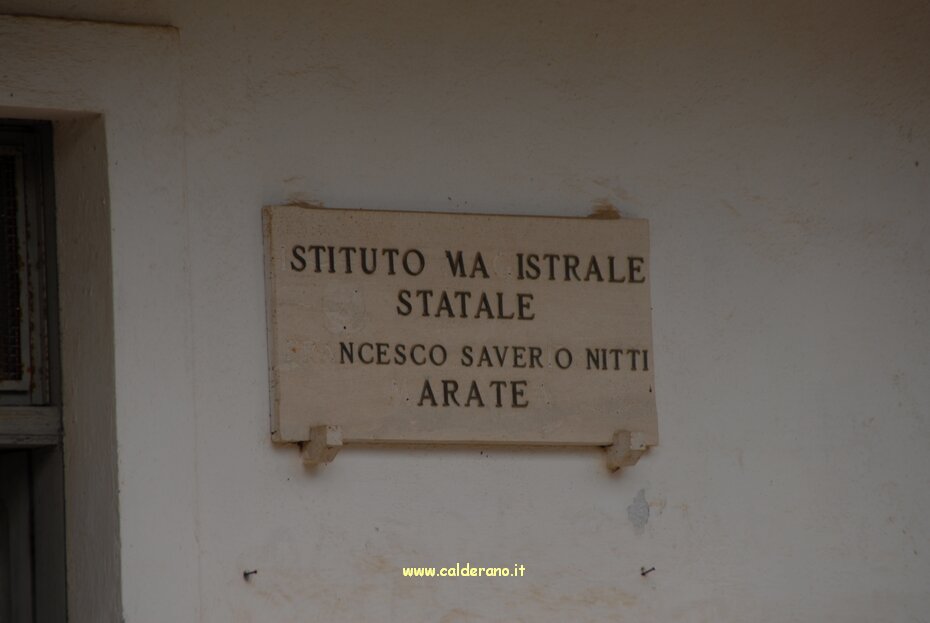 STITUTO MA ISTRALE
STATALE
NCESCO SAVER O NITTI
ARATE
www.calderano.it